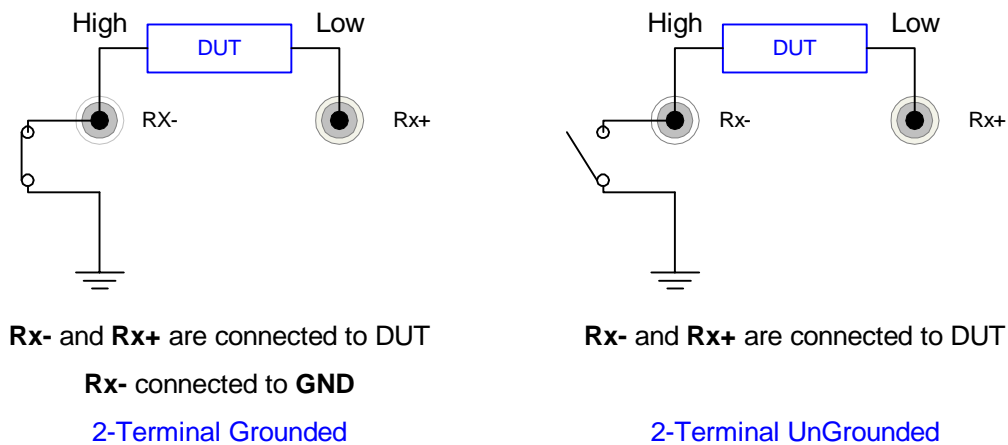 High Low
DUT
RX- Rx+
Rx- and Rx+ are connected to DUT
Rx- connected to GND
2-Terminal Grounded
High Low
DUT
Rx- Rx+
Rx- and Rx+ are connected to DUT
2-Terminal UnGrounded